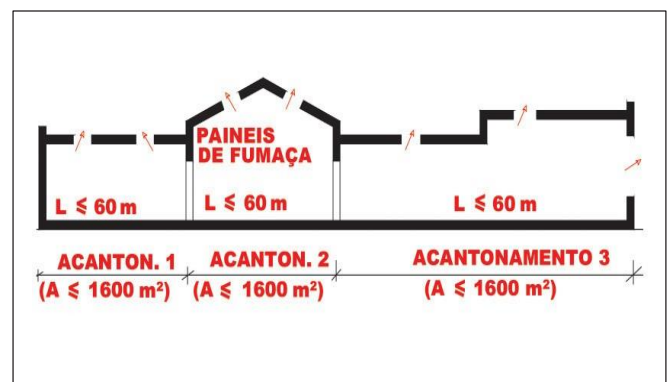 PAINEIS
DE FUMAÇA
L ⩽ 60 m
L ⩽ 60 m
L ⩽ 60 m
ACANTON. 1
(A ⩽ 1600 m²)
ACANTON. 2
(A ⩽ 1600 m²)
ACANTONAMENTO 3
(A ⩽ 1600 m²)